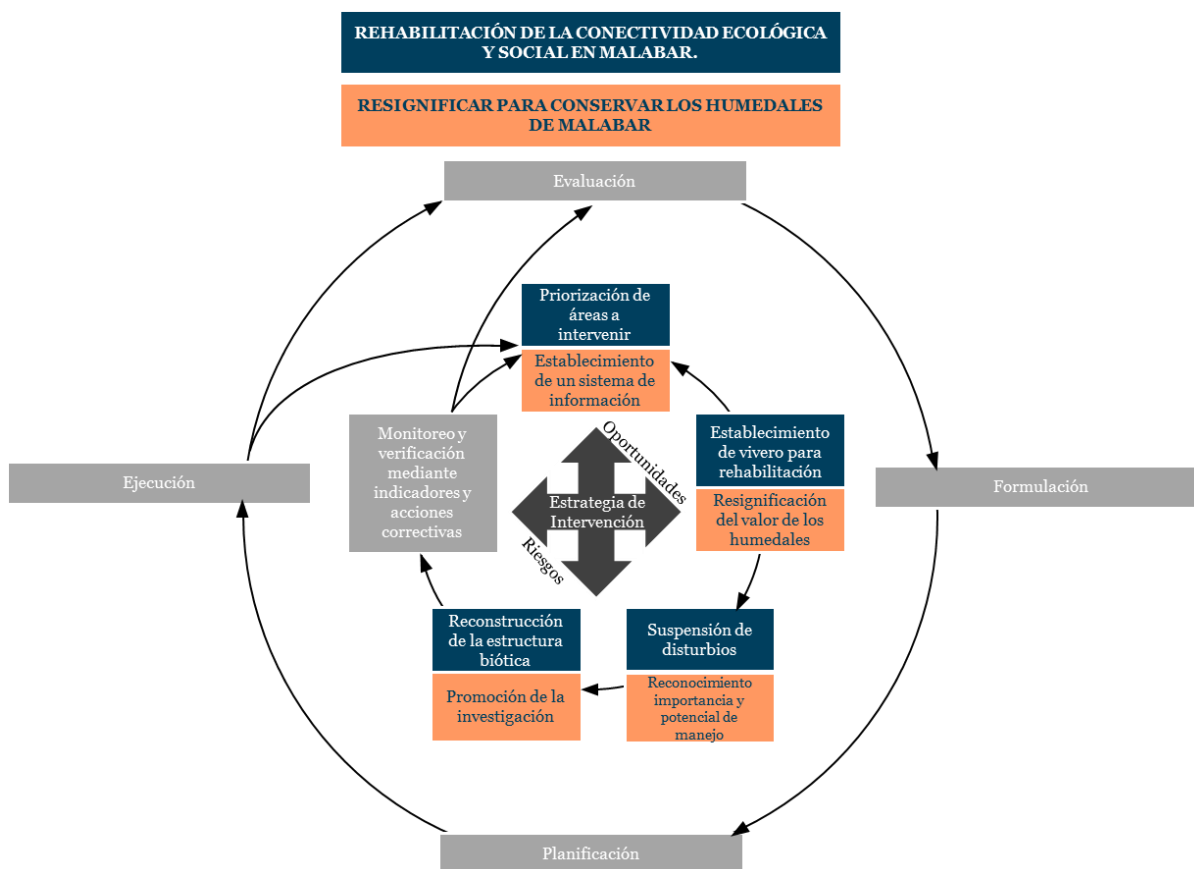 REHABILITACIÓN DE LA CONECTIVIDAD ECOLÓGICA
Y SOCIAL EN MALABAR.
RESIGNIFICAR PARA CONSERVAR LOS HUMEDALES
DE MALABAR
Evaluación
Priorización de
áreas a
intervenir
Establecimiento
de un sistema de
información
Monitoreo y
verificación
mediante
indicadores y
acciones
correctivas
Oportunidades
Estrategia de
Intervención
Riesgos
Establecimiento
de vivero para
rehabilitación
Resignificación
del valor de los
humedales
Ejecución
Formulación
Reconstrucción
de la estructura
biótica
Promoción de la
investigación
Suspensión de
disturbios
Reconocimiento
importancia y
potencial de
manejo
Planificación